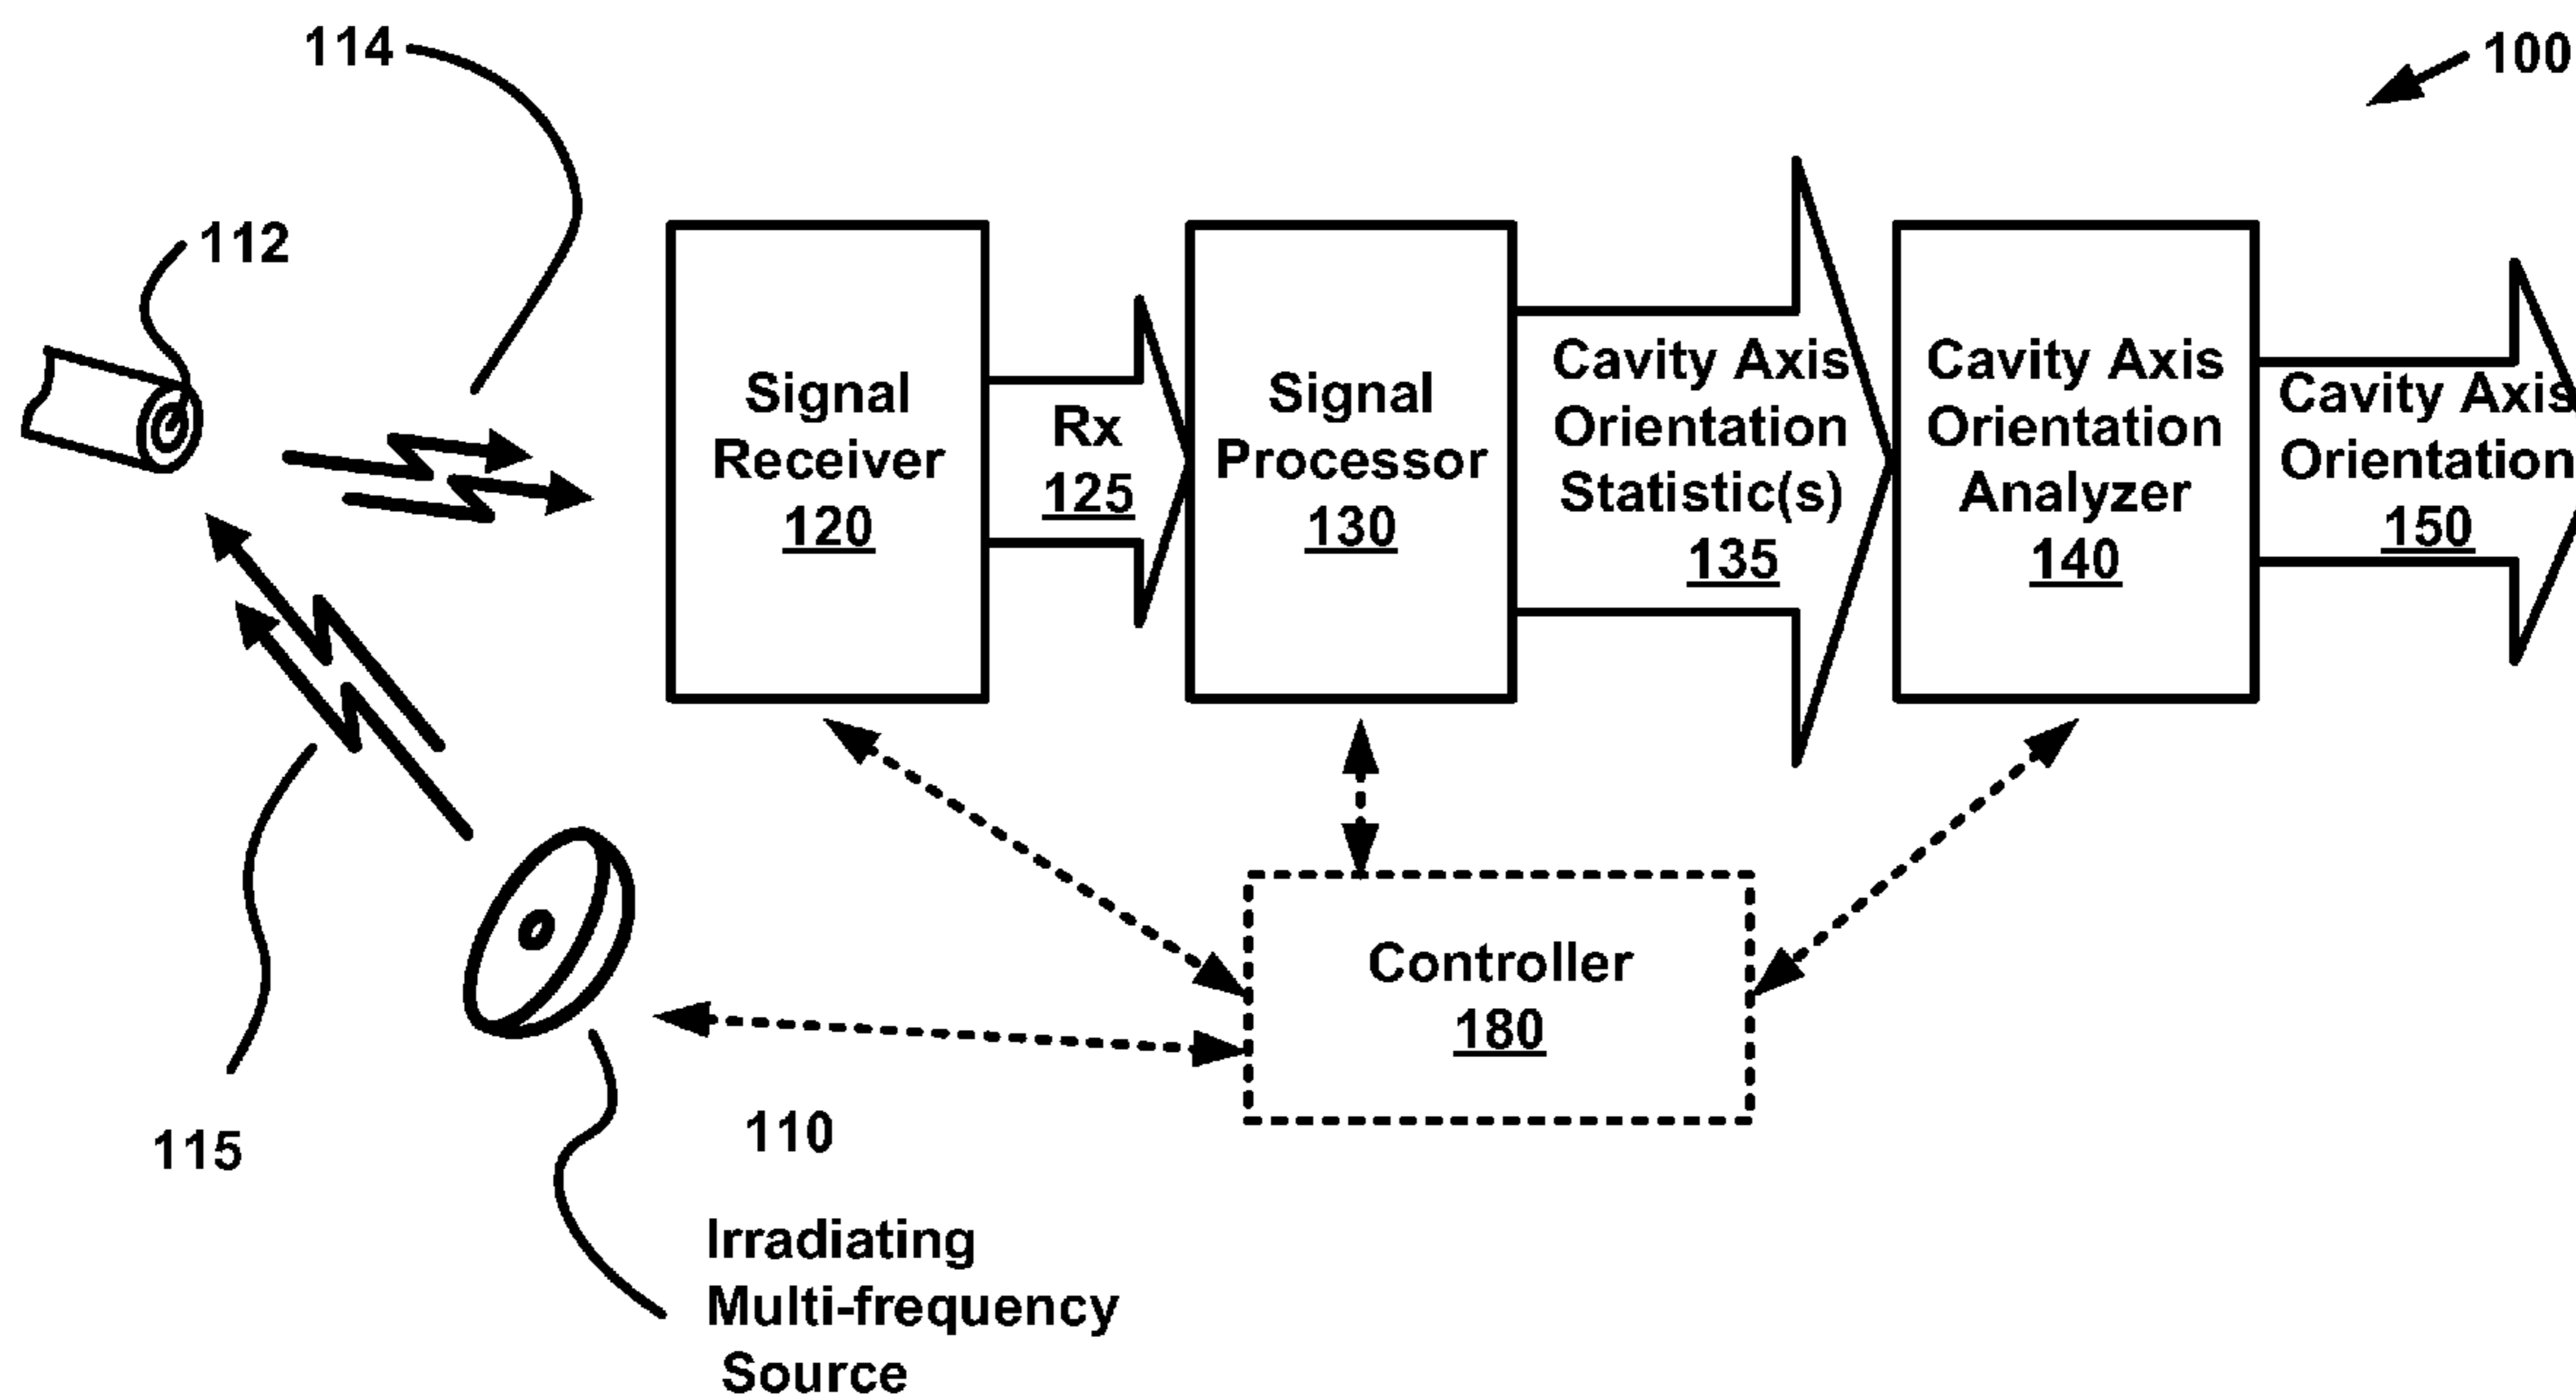 114
100
112
Signal
Receiver
120
Rx
125
Signal
Processor
130
Cavity Axis
Orientation
Statistic(s)
135
Cavity Axis
Orientation
Analyzer
140
Cavity Axis
Orientation
150
Controller
180
115
110
Irradiating
Multi-frequency
Source